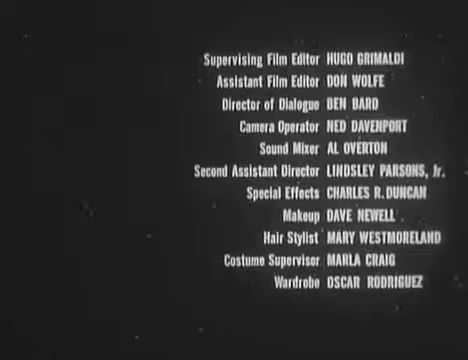 Supervising Film Editor HUGO GRIMALDI
Assistant Film Editor DON WOLFE
Director of Dialogue BEN BARD
Camera Operator NED DAVENPORT
Sound Mixer AL OVERTON
Second Assistant Director LINDSLEY PARSONS, Jr.
Special Effects CHARLES R. DUNCAN
Makeup DAVE NEWELL
Hair Stylist MARY WESTMORELAND
Costume Supervisor MARLA CRAIG
Wardrobe OSCAR RODRIGUEZ